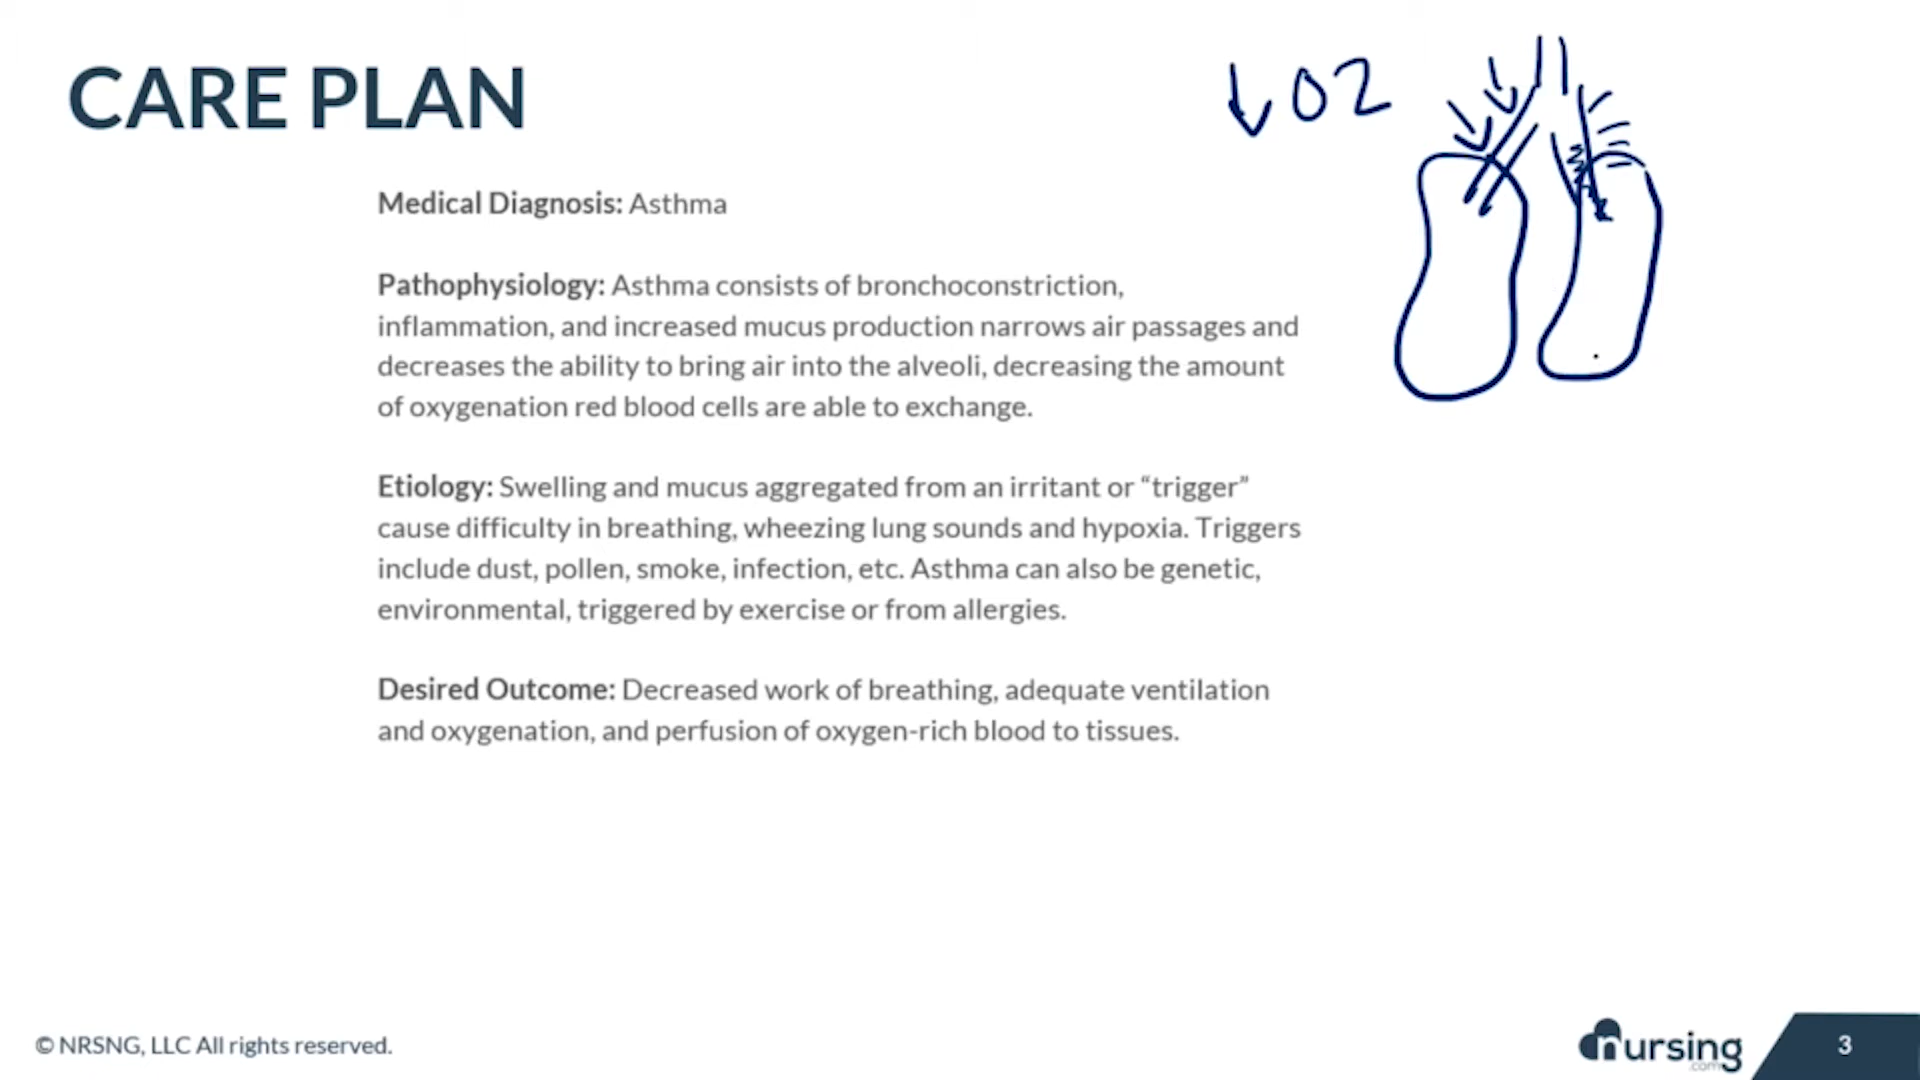 CARE PLAN
↓ O2
Medical Diagnosis: Asthma
Pathophysiology: Asthma consists of bronchoconstriction,
inflammation, and increased mucus production narrows air passages and
decreases the ability to bring air into the alveoli, decreasing the amount
of oxygenation red blood cells are able to exchange.
Etiology: Swelling and mucus aggregated from an irritant or “trigger”
cause difficulty in breathing, wheezing lung sounds and hypoxia. Triggers
include dust, pollen, smoke, infection, etc. Asthma can also be genetic,
environmental, triggered by exercise or from allergies.
Desired Outcome: Decreased work of breathing, adequate ventilation
and oxygenation, and perfusion of oxygen-rich blood to tissues.
© NRSNG, LLC All rights reserved.
nursing
.com
3